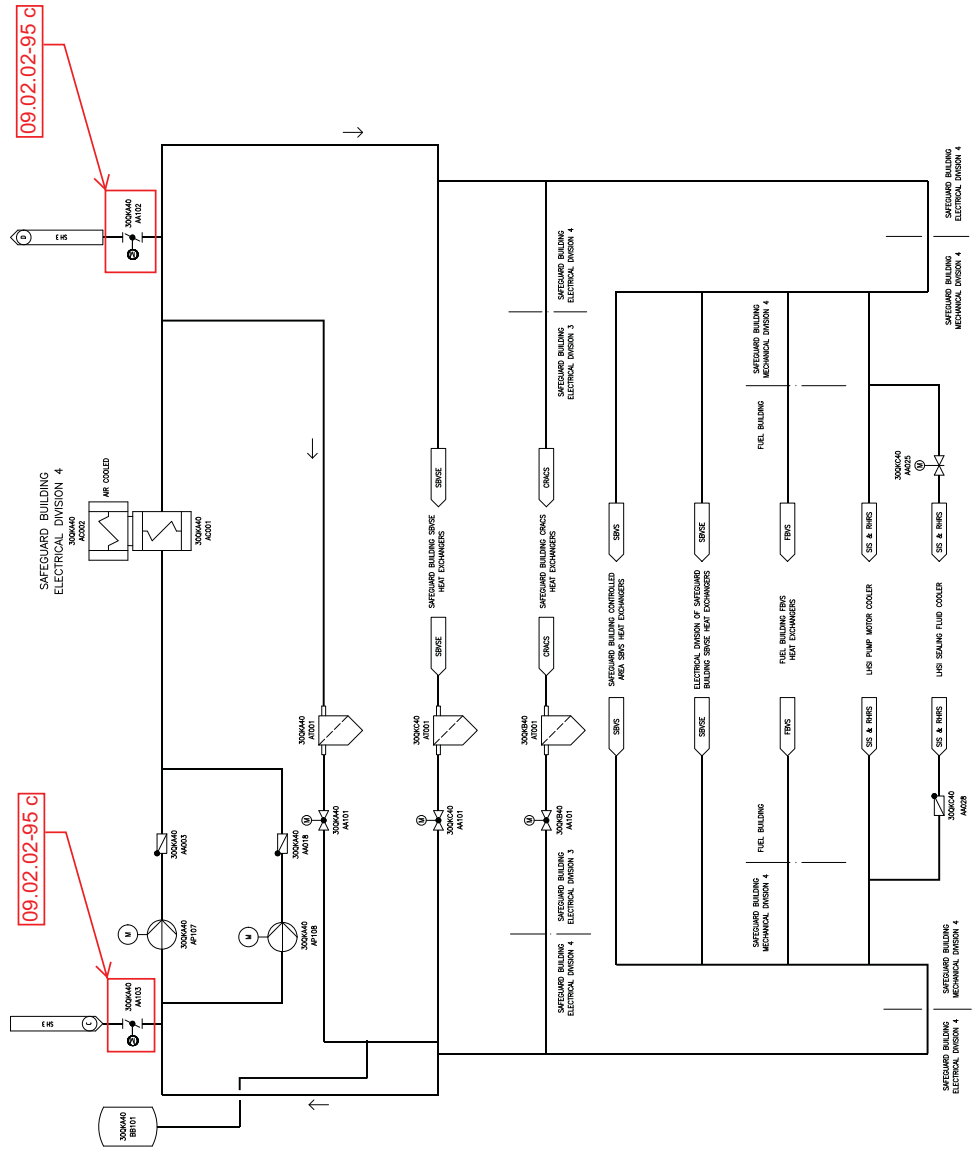 09.02.02-95 c
09.02.02-95 c
D
EHS
30QKA40
AA102
EHS
C
30QKA40
AA103
SAFEGUARD BUILDING
ELECTRICAL DIVISION 4
30QKA40
AC002
AIR COOLED
30QKA40
AC001
30QKA40
AA003
M
30QKA40
AP107
30QKA40
AA018
M
30QKA40
AP108
30QKA40
BB101
30QKA40
AT001
M
30QKA40
AA101
SBVSE
SAFEGUARD BUILDING SBVSE
HEAT EXCHANGERS
SBVSE
30QKC40
AT001
M
30QKC40
AA101
SAFEGUARD BUILDING
ELECTRICAL DIVISION 4
SAFEGUARD BUILDING
ELECTRICAL DIVISION 3
CRACS
SAFEGUARD BUILDING CRACS
HEAT EXCHANGERS
CRACS
30QKB40
AT001
M
30QKB40
AA101
SAFEGUARD BUILDING
ELECTRICAL DIVISION 3
SAFEGUARD BUILDING
ELECTRICAL DIVISION 4
SBVS
SAFEGUARD BUILDING CONTROLLED
AREA SBVS HEAT EXCHANGERS
SBVS
SBVSE
ELECTRICAL DIVISION OF SAFEGUARD
BUILDING SBVSE HEAT EXCHANGERS
SBVSE
SAFEGUARD BUILDING
MECHANICAL DIVISION 4
FUEL BUILDING
FBVS
FUEL BUILDING FBVS
HEAT EXCHANGERS
FBVS
FUEL BUILDING
SAFEGUARD BUILDING
MECHANICAL DIVISION 4
SIS & RHRS
LHSI PUMP MOTOR COOLER
SIS & RHRS
30QKC40
AA025
M
SIS & RHRS
LHSI SEALING FLUID COOLER
SIS & RHRS
30QKC40
AA028
SAFEGUARD BUILDING
ELECTRICAL DIVISION 4
SAFEGUARD BUILDING
MECHANICAL DIVISION 4
SAFEGUARD BUILDING
MECHANICAL DIVISION 4
SAFEGUARD BUILDING
ELECTRICAL DIVISION 4